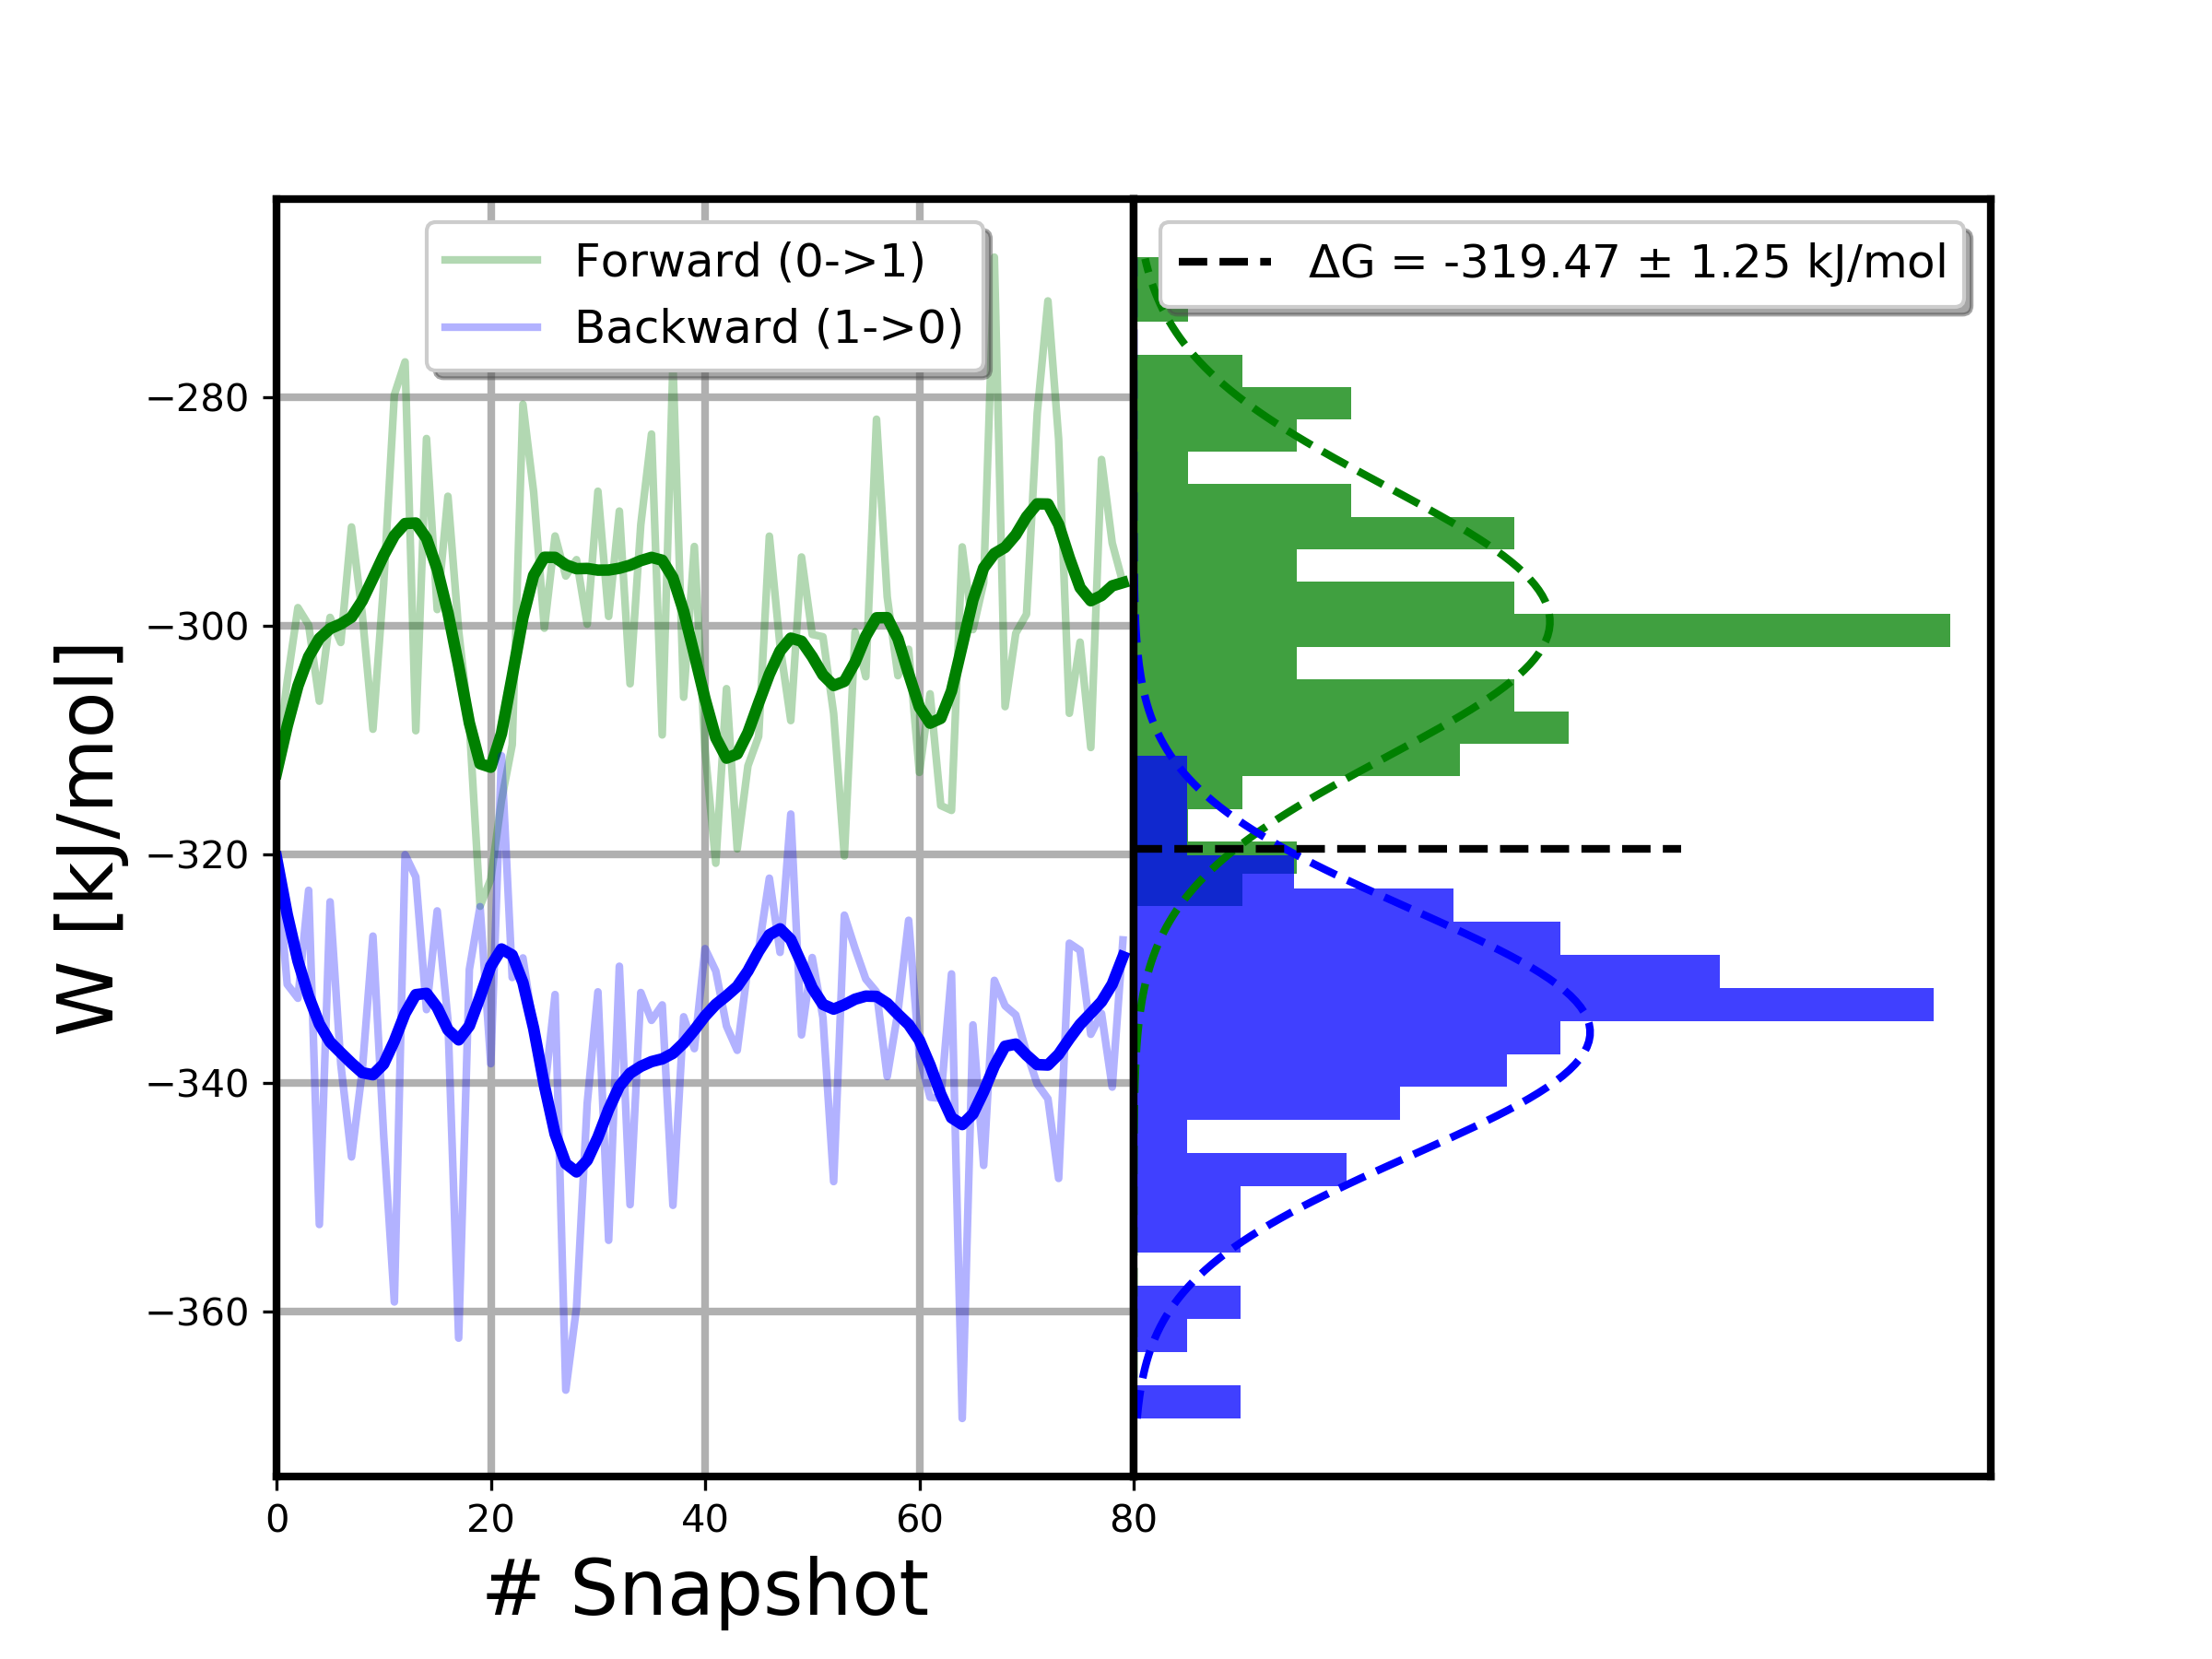 Forward (0->1)
Backward (1->0)
ΔG = -319.47 ± 1.25 kJ/mol
W [kJ/mol]
−280
−300
−320
−340
−360
0 20 40 60 80
# Snapshot